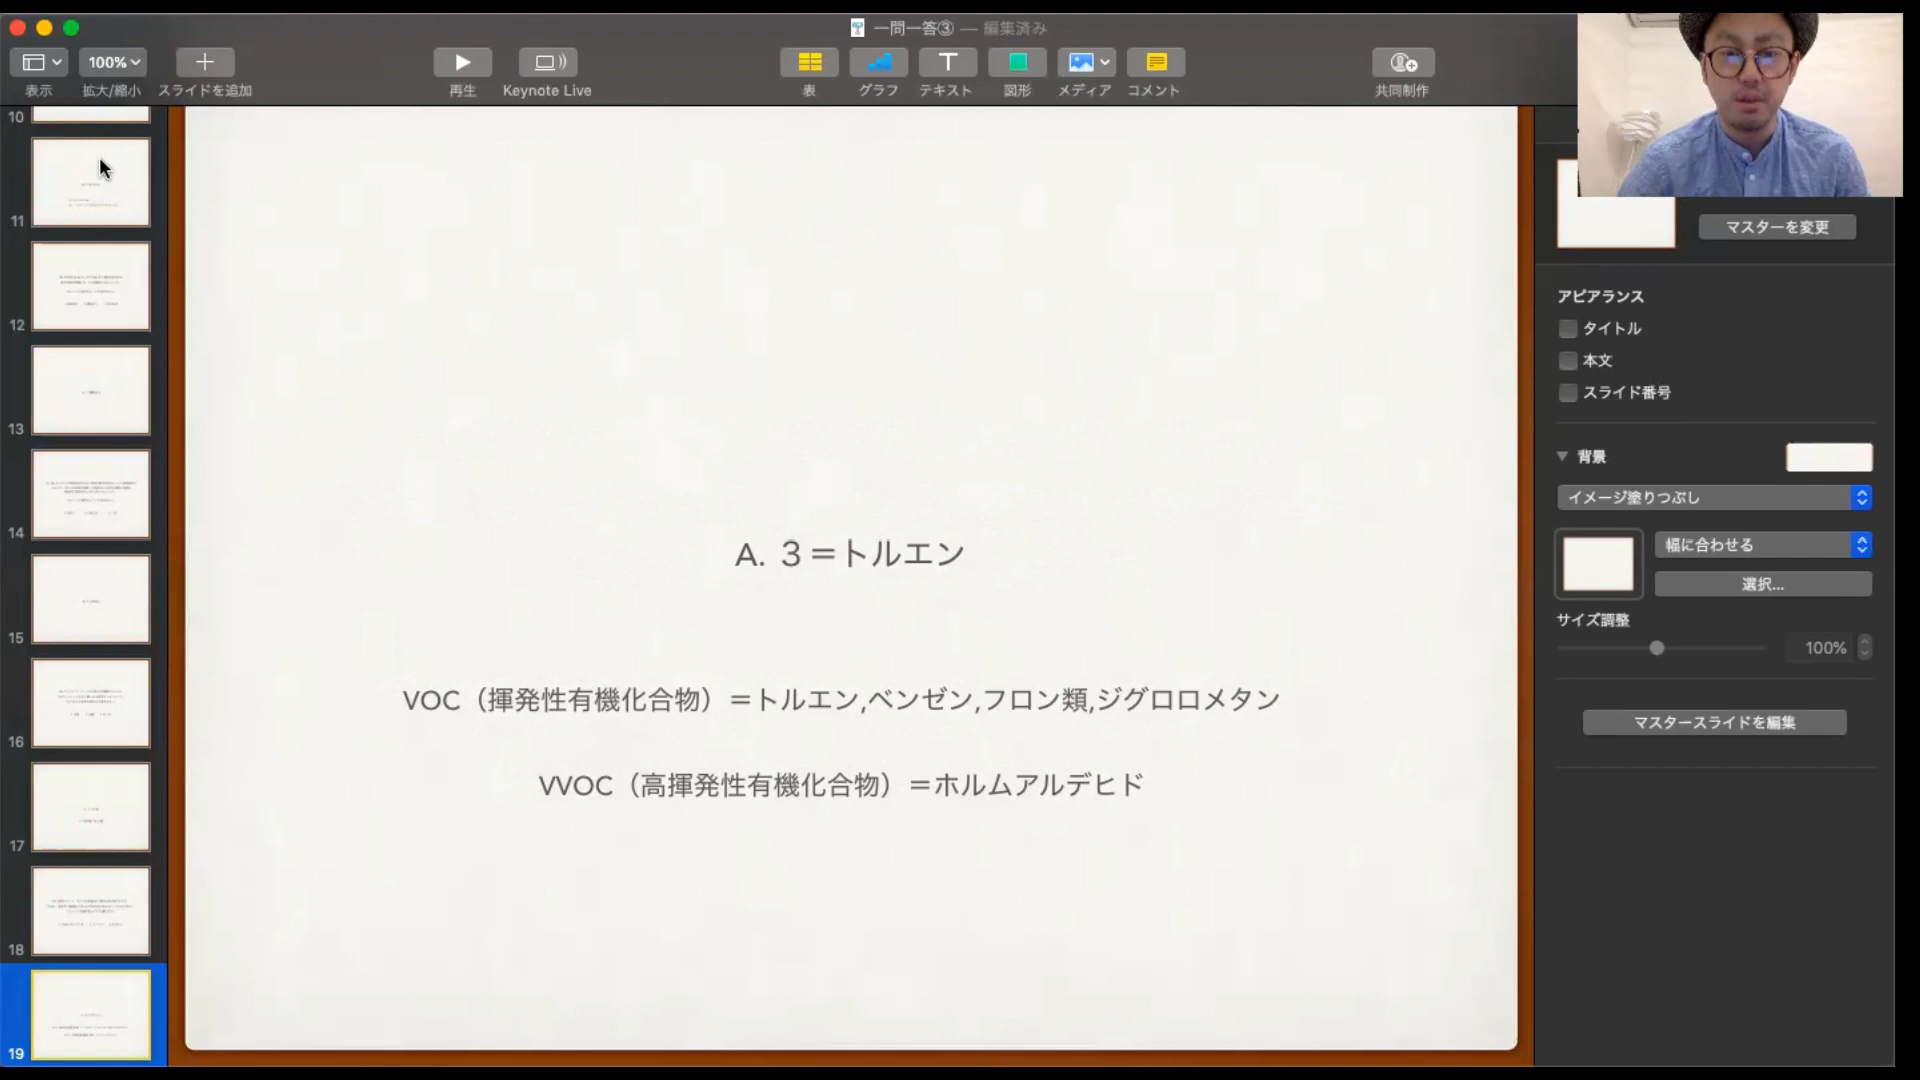 一問一答③ — 編集済み
100%
表示
拡大/縮小
スライドを追加
再生
Keynote Live
表
グラフ
テキスト
図形
メディア
コメント
共同制作
10
11
12
13
14
15
16
17
18
19
A. ３＝トルエン
VOC（揮発性有機化合物）＝トルエン,ベンゼン,フロン類,ジグロロメタン
VVOC（高揮発性有機化合物）＝ホルムアルデヒド
マスターを変更
アピアランス
タイトル
本文
スライド番号
背景
イメージ塗りつぶし
幅に合わせる
選択...
サイズ調整
100%
マスタースライドを編集